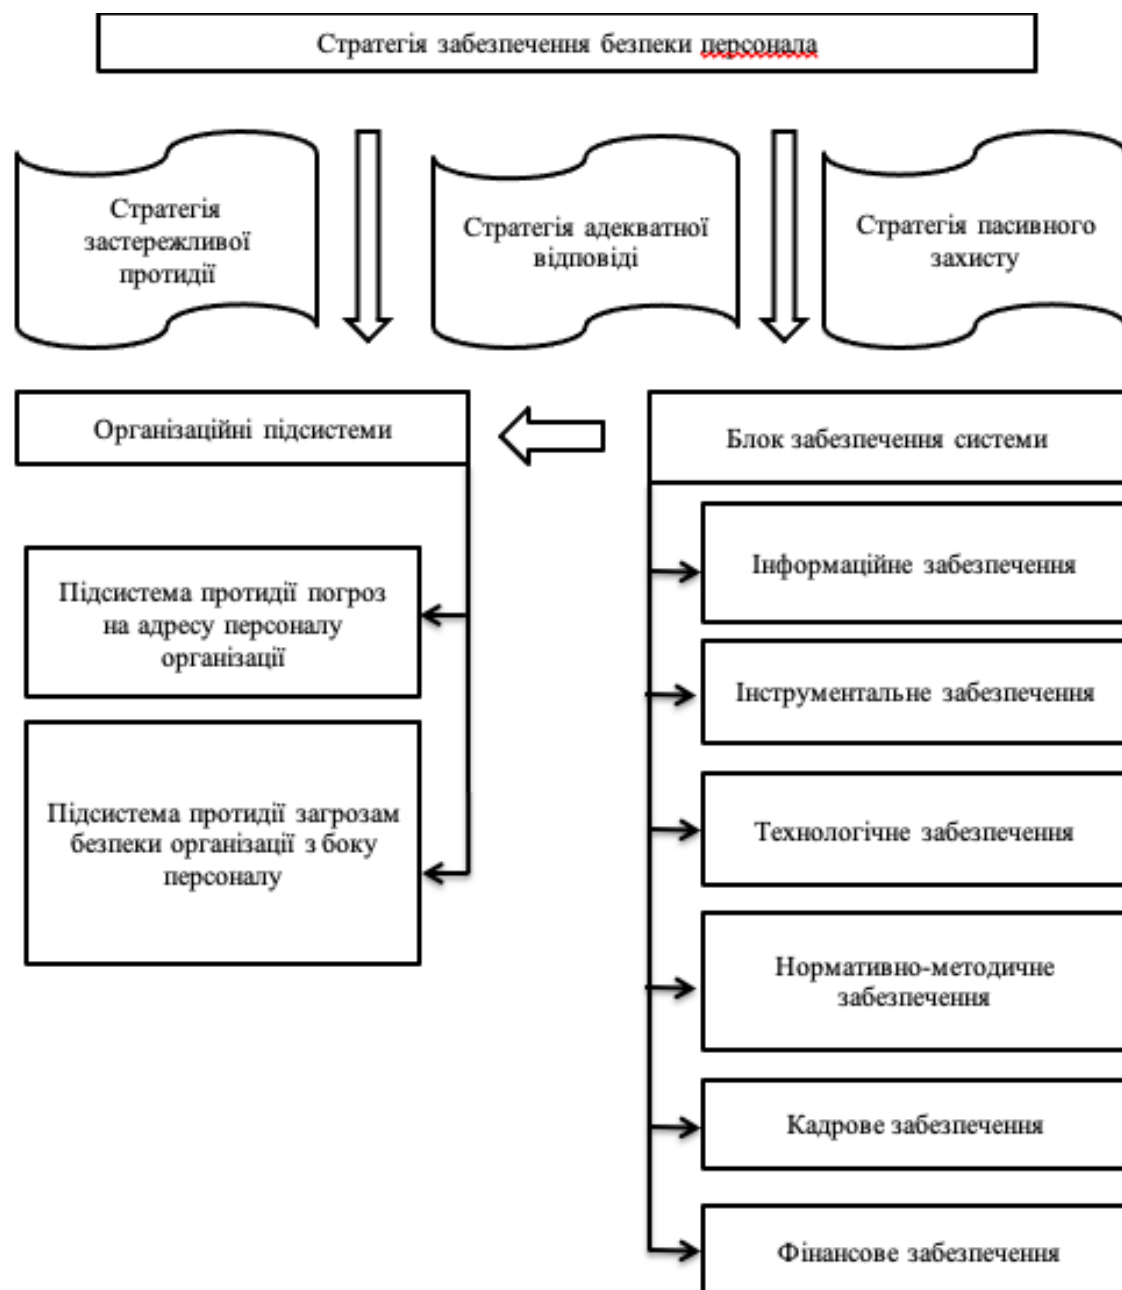 Стратегія забезпечення безпеки персонала
Стратегія
застережливої
протидії
Стратегія адекватної
відповіді
Стратегія пасивного
захисту
Організаційні підсистеми
Блок забезпечення системи
Підсистема протидії погроз
на адресу персоналу
організації
Підсистема протидії загрозам
безпеки організації з боку
персоналу
Інформаційне забезпечення
Інструментальне забезпечення
Технологічне забезпечення
Нормативно-методичне
забезпечення
Кадрове забезпечення
Фінансове забезпечення